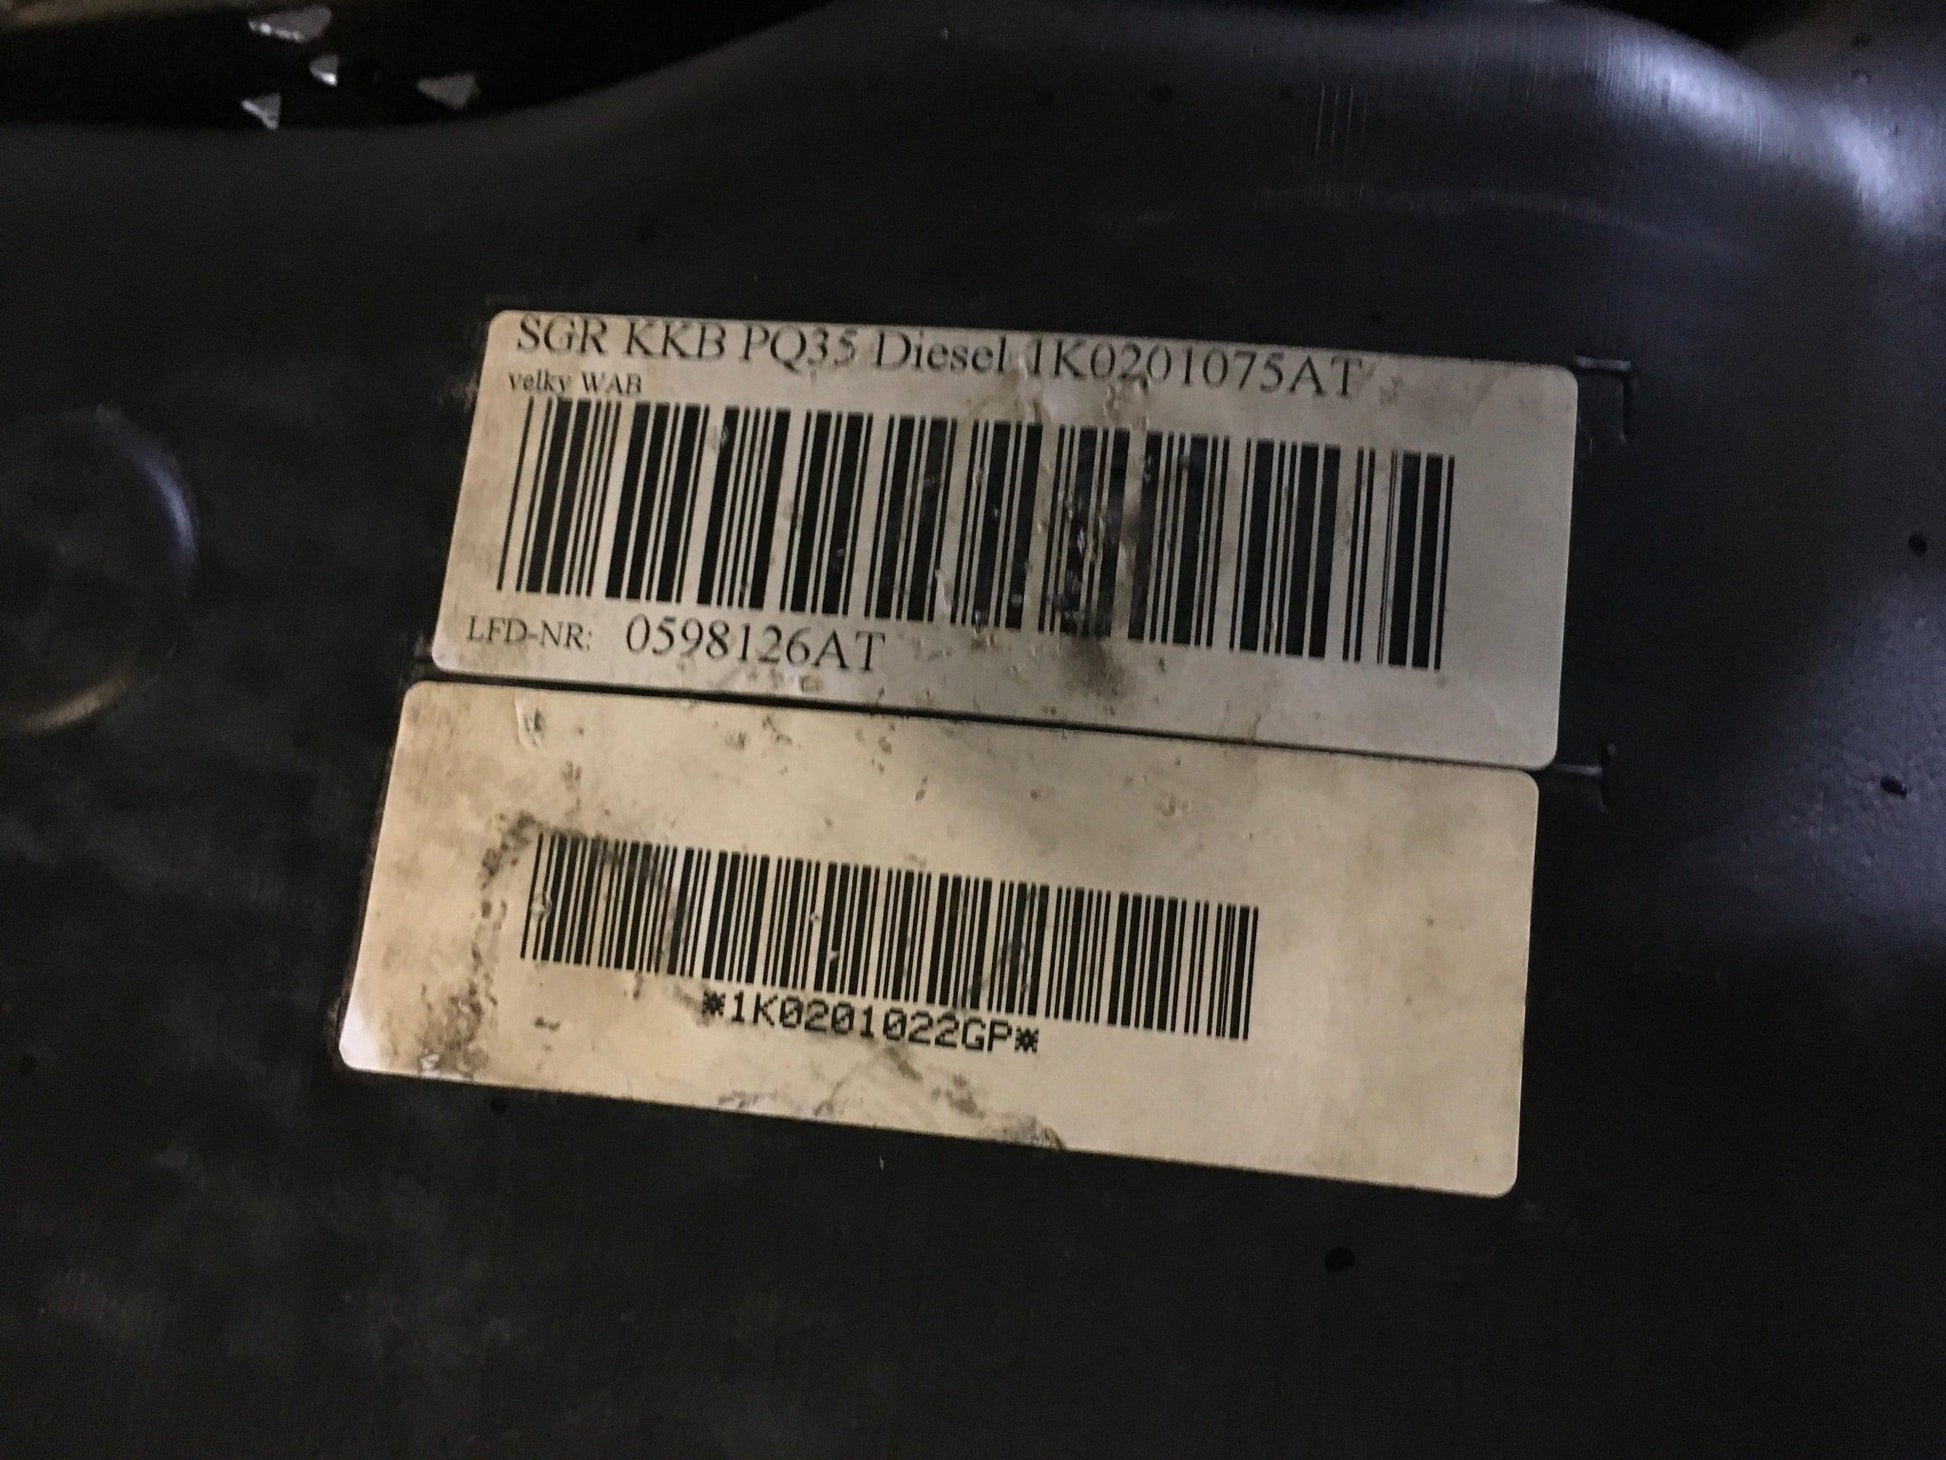 SGR KKB PQ35 Diesel 1K0201075AT
velky WAB
LFD-NR: 0598126AT
*1K0201022GP*